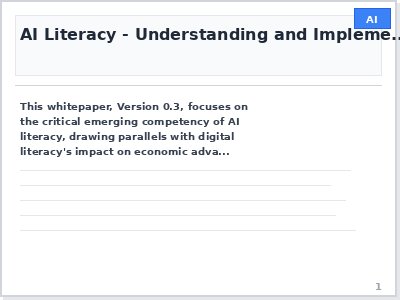 AI
AI Literacy - Understanding and Impleme..
This whitepaper, Version 0.3, focuses on
the critical emerging competency of AI
literacy, drawing parallels with digital
literacy's impact on economic adva...
1